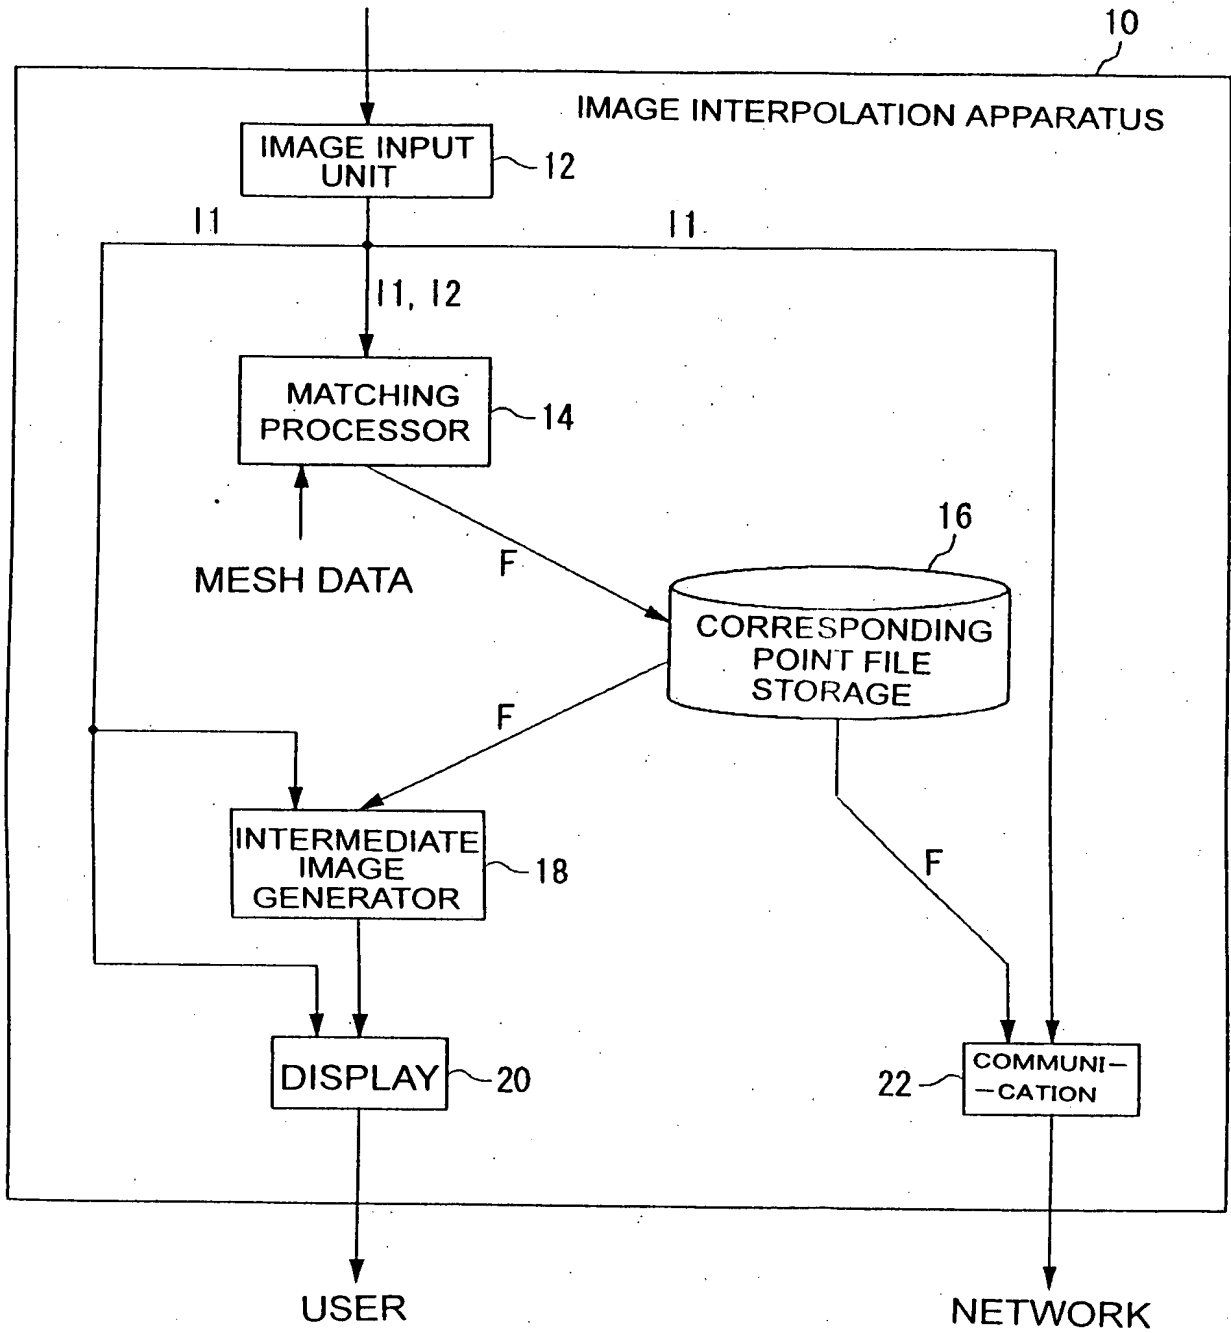 10
IMAGE INTERPOLATION APPARATUS
IMAGE INPUT
UNIT
12
I1
I1
I1, I2
MATCHING
PROCESSOR
14
MESH DATA
F
16
CORRESPONDING
POINT FILE
STORAGE
F
INTERMEDIATE
IMAGE
GENERATOR
18
F
DISPLAY
20
22
COMMUNI-
-CATION
USER
NETWORK